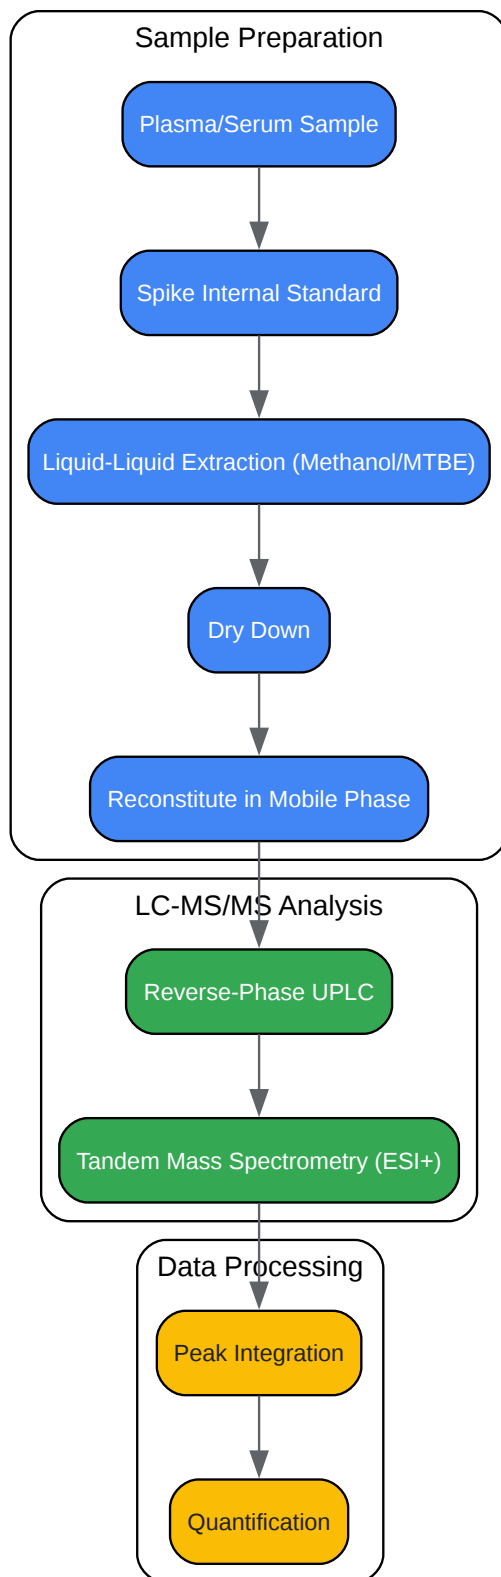 Sample Preparation
Plasma/Serum Sample
Spike Internal Standard
Liquid-Liquid Extraction (Methanol/MTBE)
Dry Down
Reconstitute in Mobile Phase
LC-MS/MS Analysis
Reverse-Phase UPLC
Tandem Mass Spectrometry (ESI+)
Data Processing
Peak Integration
Quantification